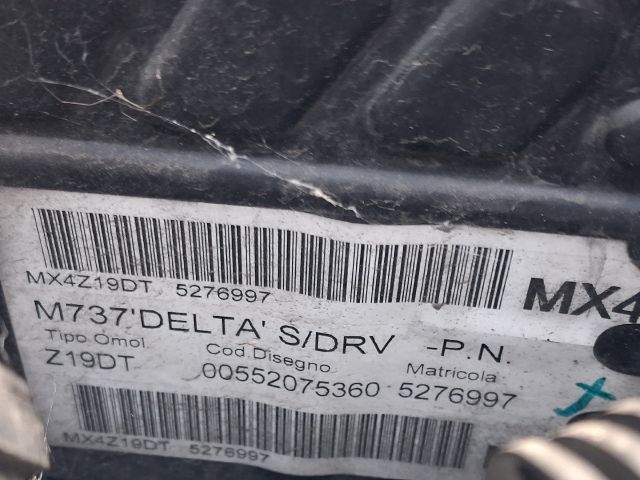 MX4Z19DT 5276997
MX4
M737'DELTA' S/DRV -P.N.
Tipo Omol. Cod.Disegno Matricola
Z19DT 00552075360 5276997
MX4Z19DT 5276997